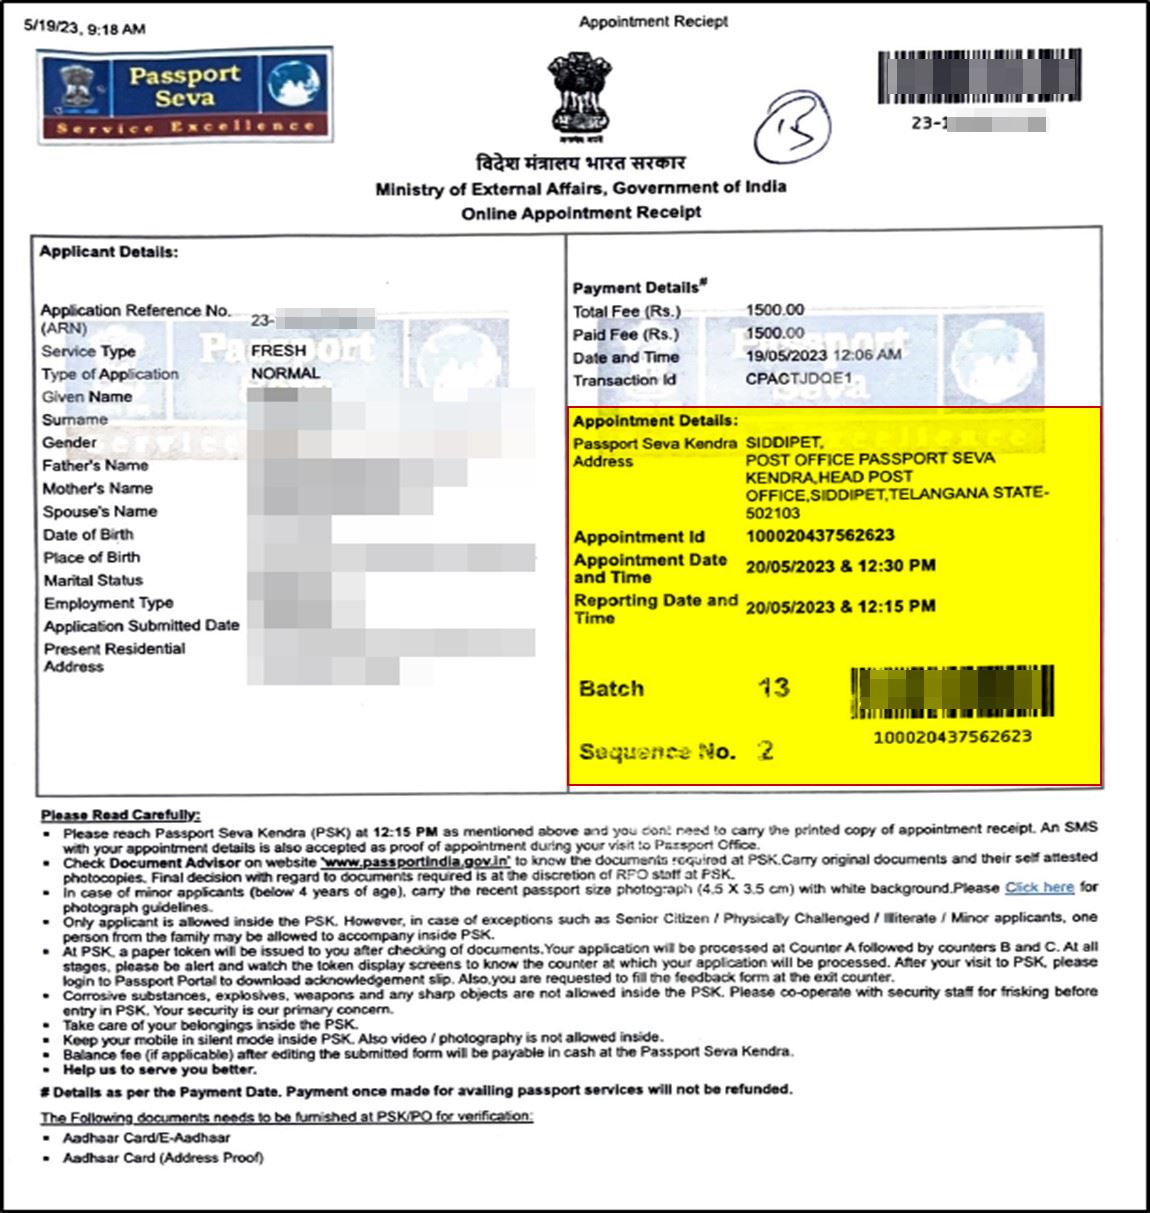 5/19/23, 9:18 AM
Appointment Reciept
Passport
Seva
Service Excellence
23-1
13
विदेश मंत्रालय भारत सरकार
Ministry of External Affairs, Government of India
Online Appointment Receipt
Applicant Details:
Application Reference No. (ARN) 23-
Service Type FRESH
Type of Application NORMAL
Given Name
Surname
Gender
Father's Name
Mother's Name
Spouse's Name
Date of Birth
Place of Birth
Marital Status
Employment Type
Application Submitted Date
Present Residential
Address
Payment Details#
Total Fee (Rs.) 1500.00
Paid Fee (Rs.) 1500.00
Date and Time 19/05/2023 12:06 AM
Transaction Id CPACTJDQE1
Appointment Details:
Passport Seva Kendra SIDDIPET,
Address POST OFFICE PASSPORT SEVA
KENDRA,HEAD POST
OFFICE,SIDDIPET,TELANGANA STATE-
502103
Appointment Id 100020437562623
Appointment Date
and Time 20/05/2023 & 12:30 PM
Reporting Date and
Time 20/05/2023 & 12:15 PM
Batch 13
Sequence No. 2
100020437562623
Please Read Carefully:
Please reach Passport Seva Kendra (PSK) at 12:15 PM as mentioned above and you dont need to carry the printed copy of appointment receipt. An SMS
with your appointment details is also accepted as proof of appointment during your visit to Passport Office.
Check Document Advisor on website "www.passportindia.gov.in" to know the documents required at PSK.Carry original documents and their self attested
photocopies. Final decision with regard to documents required is at the discretion of RPO staff at PSK.
In case of minor applicants (below 4 years of age), carry the recent passport size photograph (4.5 X 3.5 cm) with white background.Please Click here for
photograph guidelines.
Only applicant is allowed inside the PSK. However, in case of exceptions such as Senior Citizen / Physically Challenged / Illiterate / Minor applicants, one
person from the family may be allowed to accompany inside PSK.
At PSK, a paper token will be issued to you after checking of documents.Your application will be processed at Counter A followed by counters B and C. At all
stages, please be alert and watch the token display screens to know the counter at which your application will be processed. After your visit to PSK, please
login to Passport Portal to download acknowledgement slip. Also,you are requested to fill the feedback form at the exit counter.
Corrosive substances, explosives, weapons and any sharp objects are not allowed inside the PSK. Please co-operate with security staff for frisking before
entry in PSK. Your security is our primary concern.
Take care of your belongings inside the PSK.
Keep your mobile in silent mode inside PSK. Also video / photography is not allowed inside.
Balance fee (if applicable) after editing the submitted form will be payable in cash at the Passport Seva Kendra.
Help us to serve you better.
# Details as per the Payment Date. Payment once made for availing passport services will not be refunded.
The Following documents needs to be furnished at PSK/PO for verification:
Aadhaar Card/E-Aadhaar
Aadhaar Card (Address Proof)